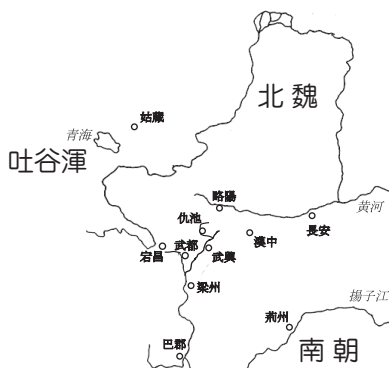 北魏
姑蔵
青海
吐谷渾
略陽
黄河
仇池
長安
漢中
武都
武興
宕昌
梁州
揚子江
荊州
南朝
巴郡